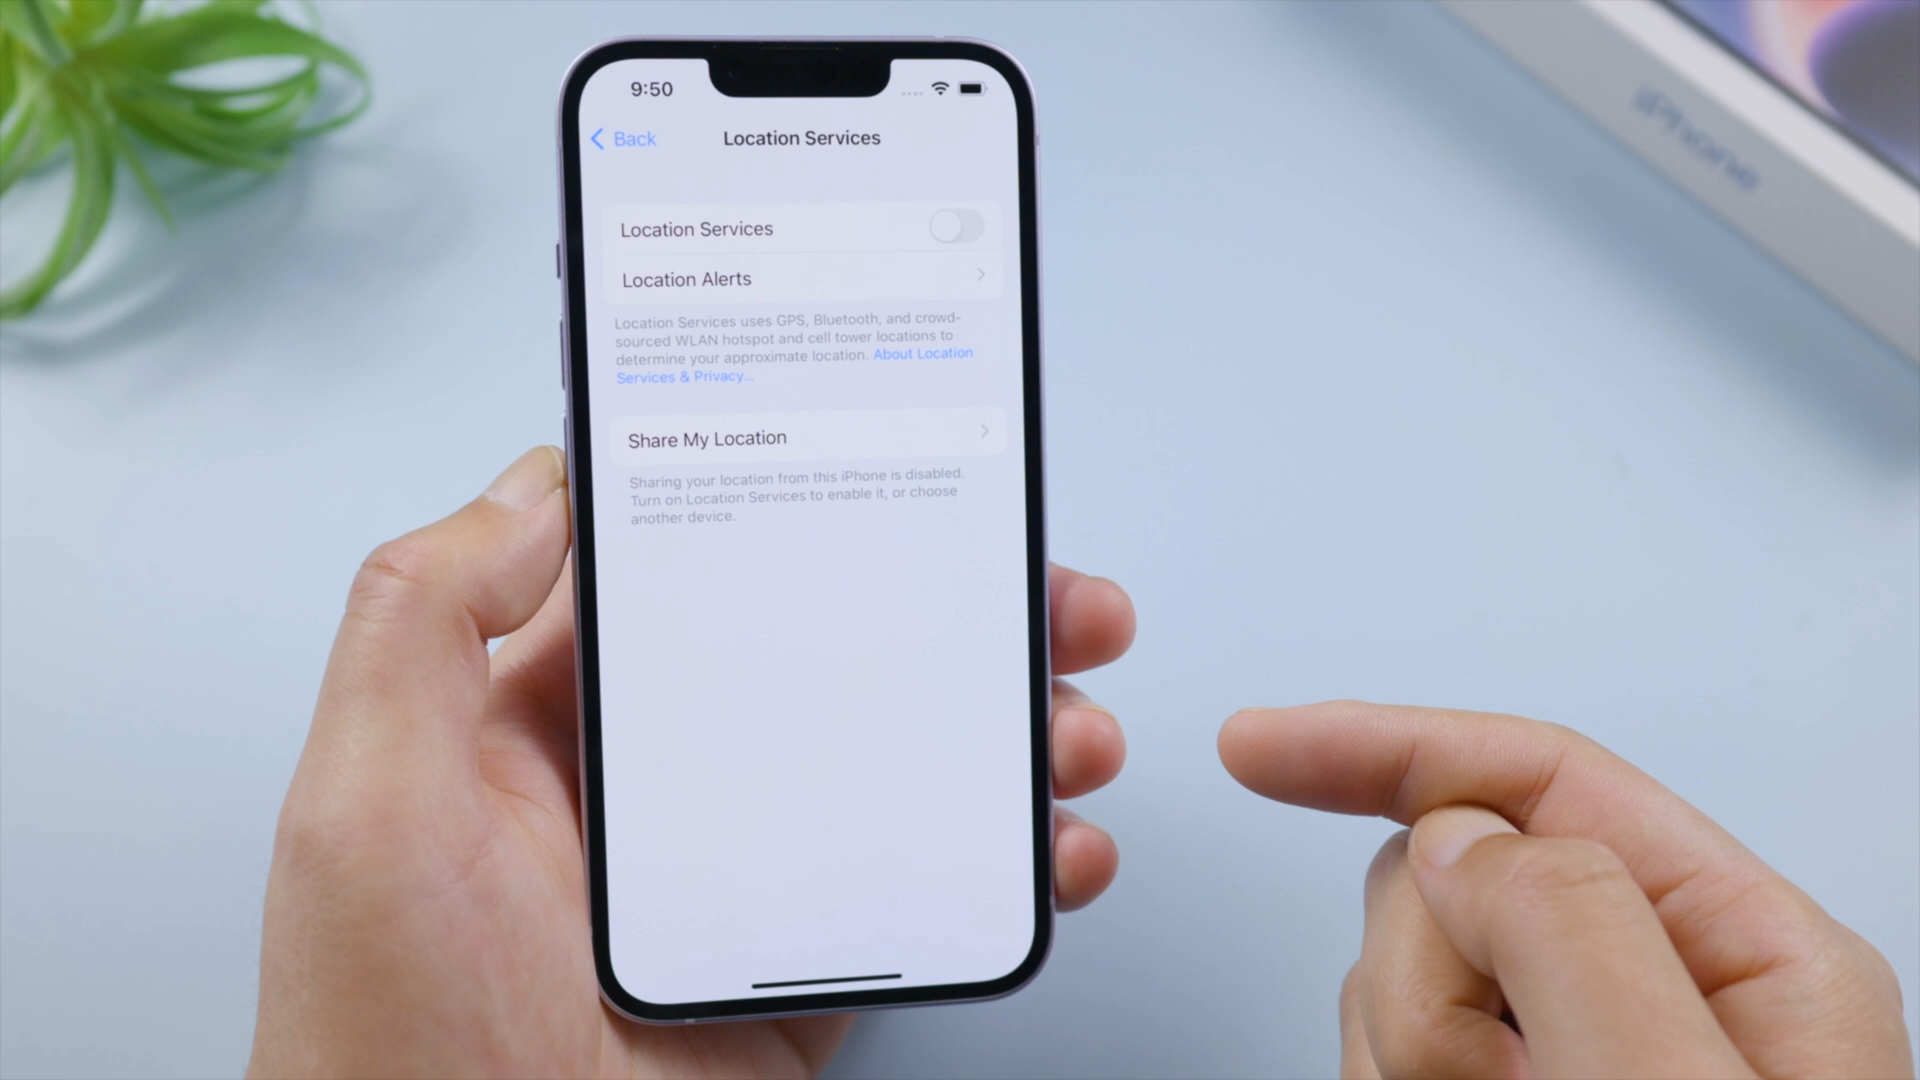 9:50
Back
Location Services
Location Services
Location Alerts
Location Services uses GPS, Bluetooth, and crowd-
sourced WLAN hotspot and cell tower locations to
determine your approximate location. About Location
Services & Privacy...
Share My Location
Sharing your location from this iPhone is disabled.
Turn on Location Services to enable it, or choose
another device.
iPhone